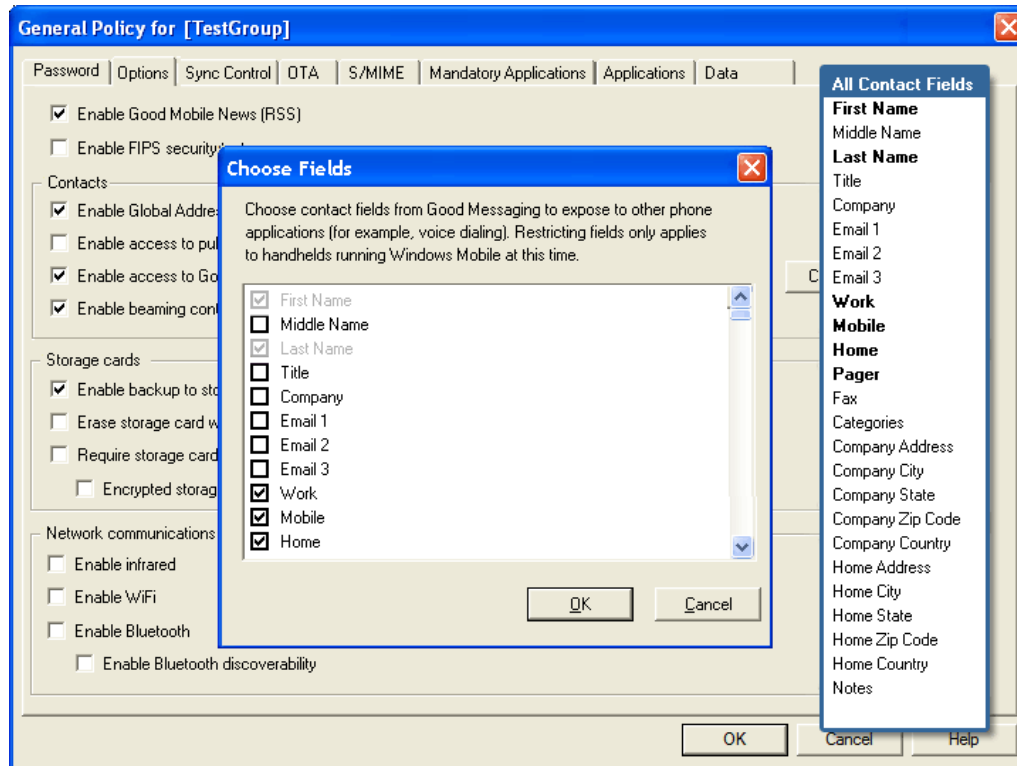 General Policy for [TestGroup]
Password Options Sync Control OTA S/MIME Mandatory Applications Applications Data
Enable Good Mobile News (RSS)
Enable FIPS security
Contacts
Enable Global Addre
Enable access to pu
Enable access to Go
Enable beaming con
C
Storage cards
Enable backup to sto
Erase storage card w
Require storage card
Encrypted storag
Network communications
Enable infrared
Enable WiFi
Enable Bluetooth
Enable Bluetooth discoverability
OK Cancel Help
Choose Fields
Choose contact fields from Good Messaging to expose to other phone
applications (for example, voice dialing). Restricting fields only applies
to handhelds running Windows Mobile at this time.
First Name
Middle Name
Last Name
Title
Company
Email 1
Email 2
Email 3
Work
Mobile
Home
OK Cancel
All Contact Fields
First Name
Middle Name
Last Name
Title
Company
Email 1
Email 2
Email 3
Work
Mobile
Home
Pager
Fax
Categories
Company Address
Company City
Company State
Company Zip Code
Company Country
Home Address
Home City
Home State
Home Zip Code
Home Country
Notes